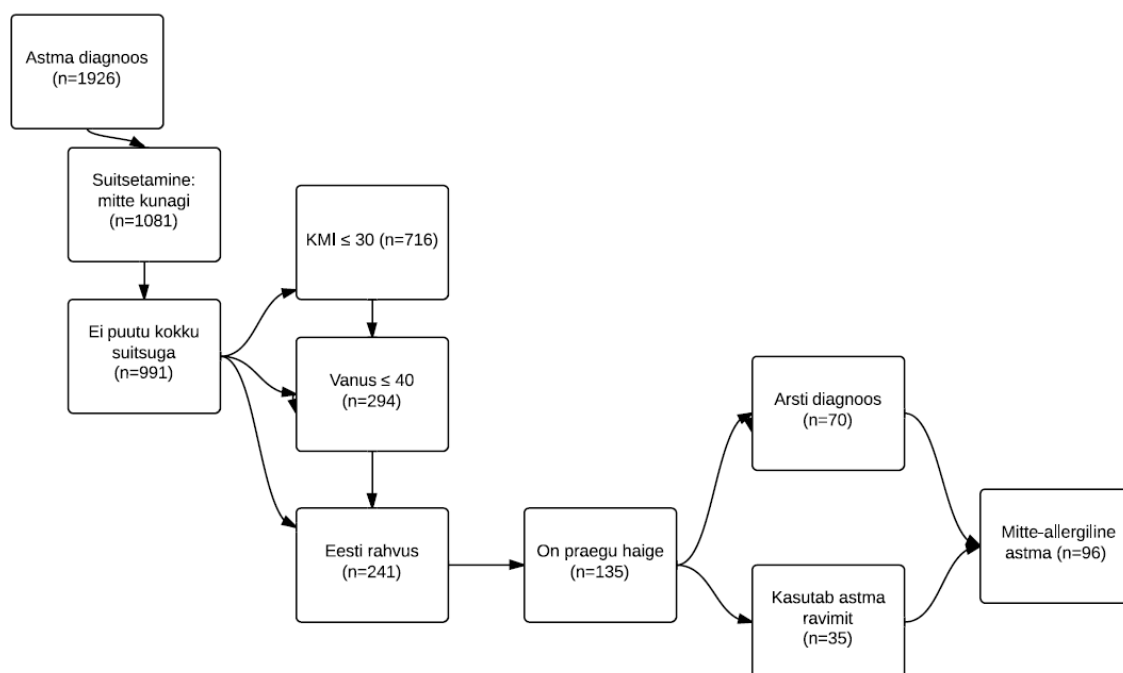 Astma diagnoos
(n=1926)
Suitsetamine:
mitte kunagi
(n=1081)
Ei puutu kokku
suitsuga
(n=991)
KMI ≤ 30 (n=716)
Vanus ≤ 40
(n=294)
Eesti rahvus
(n=241)
On praegu haige
(n=135)
Arsti diagnoos
(n=70)
Kasutab astma
ravimit
(n=35)
Mitte-allergiline
astma (n=96)